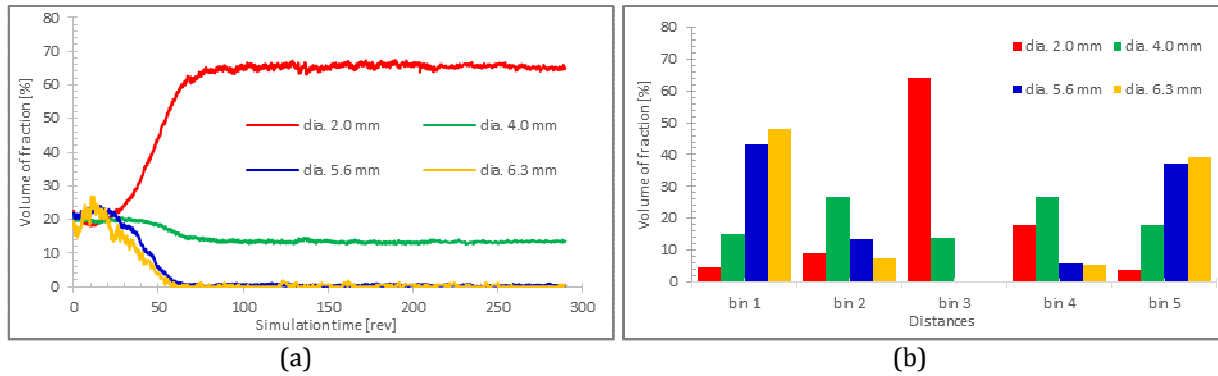 80
70
60
50
40
30
20
10
0
Volume of fraction [%]
dia. 2.0 mm
dia. 4.0 mm
dia. 5.6 mm
dia. 6.3 mm
0
50
100
150
200
250
300
Simulation time [rev]
(a)
80
70
60
50
40
30
20
10
0
Volume of fraction [%]
dia. 2.0 mm
dia. 4.0 mm
dia. 5.6 mm
dia. 6.3 mm
bin 1
bin 2
bin 3
bin 4
bin 5
Distances
(b)